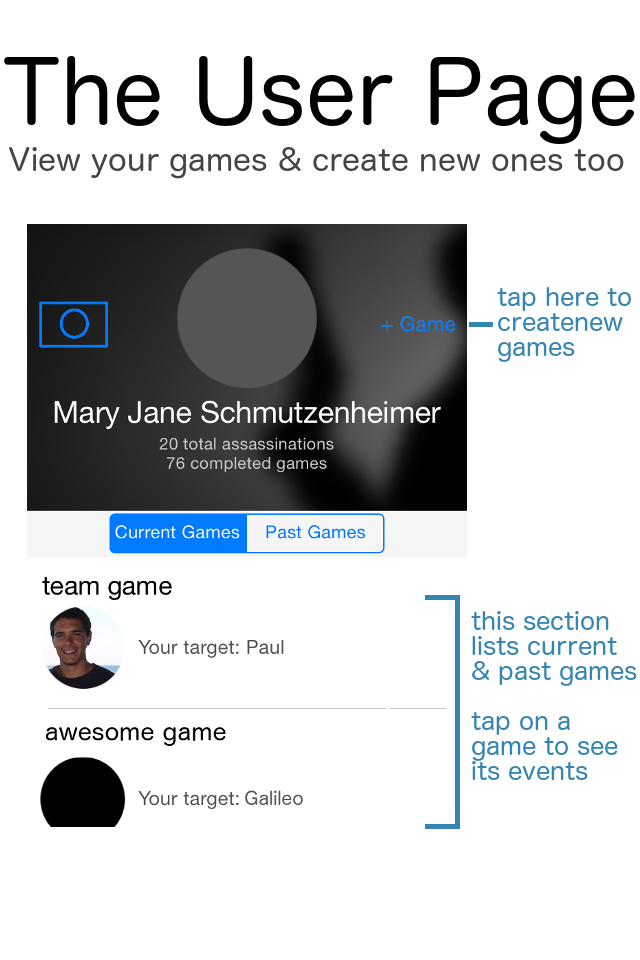 The User Page
View your games & create new ones too
+ Game
tap here to
createnew
games
Mary Jane Schmutzenheimer
20 total assassinations
76 completed games
Current Games
Past Games
team game
Your target: Paul
this section
lists current
& past games
awesome game
Your target: Galileo
tap on a
game to see
its events